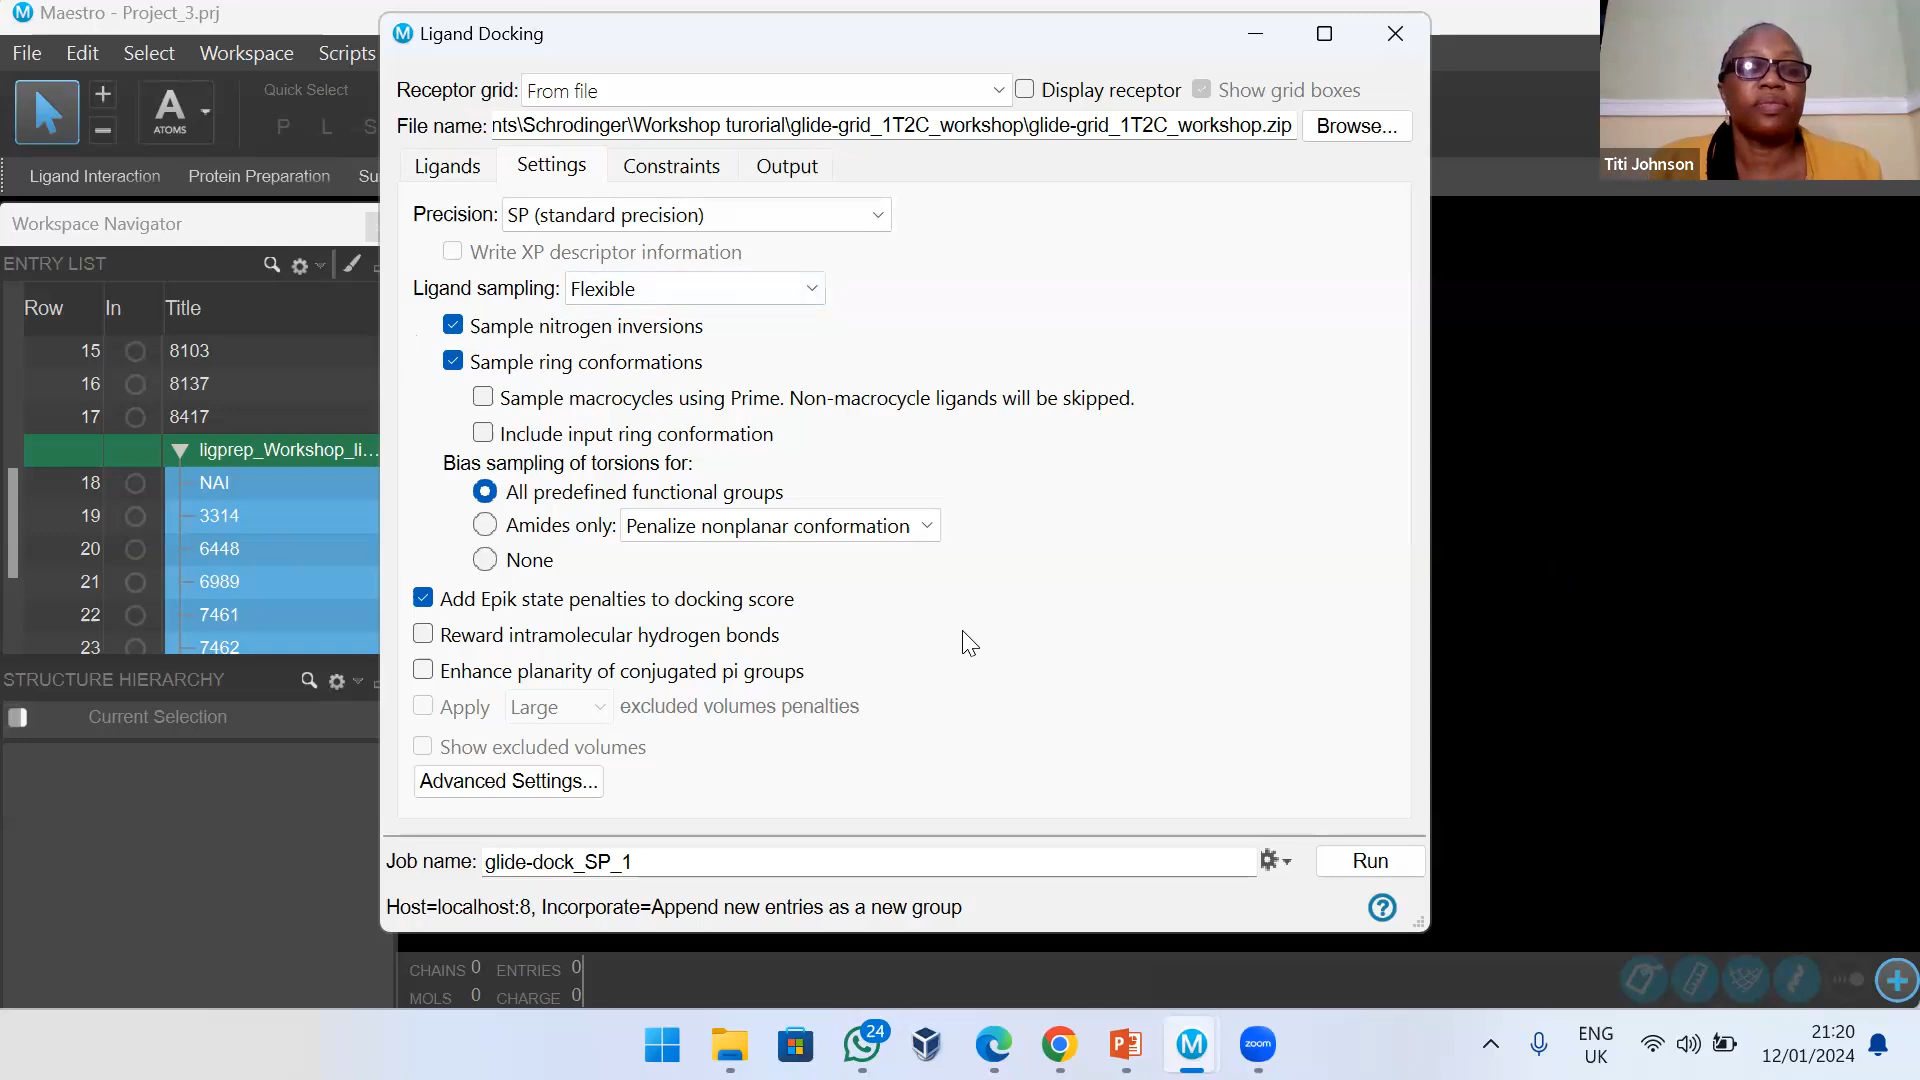 Maestro - Project_3.prj
File Edit Select Workspace Scripts
Quick Select
A
ATOMS
P L S
Ligand Interaction Protein Preparation Su
Workspace Navigator
ENTRY LIST
Row In Title
15 8103
16 8137
17 8417
ligprep_Workshop_li...
18 NAI
19 3314
20 6448
21 6989
22 7461
23 7462
STRUCTURE HIERARCHY
Current Selection
Ligand Docking
Receptor grid: From file Display receptor Show grid boxes
File name: nts\Schrodinger\Workshop turorial\glide-grid_1T2C_workshop\glide-grid_1T2C_workshop.zip Browse...
Ligands Settings Constraints Output
Precision: SP (standard precision)
Write XP descriptor information
Ligand sampling: Flexible
Sample nitrogen inversions
Sample ring conformations
Sample macrocycles using Prime. Non-macrocycle ligands will be skipped.
Include input ring conformation
Bias sampling of torsions for:
All predefined functional groups
Amides only: Penalize nonplanar conformation
None
Add Epik state penalties to docking score
Reward intramolecular hydrogen bonds
Enhance planarity of conjugated pi groups
Apply Large excluded volumes penalties
Show excluded volumes
Advanced Settings...
Job name: glide-dock_SP_1 Run
Host=localhost:8, Incorporate=Append new entries as a new group
CHAINS 0 ENTRIES 0
MOLS 0 CHARGE 0
Titi Johnson
24
zoom
ENG
UK
21:20
12/01/2024